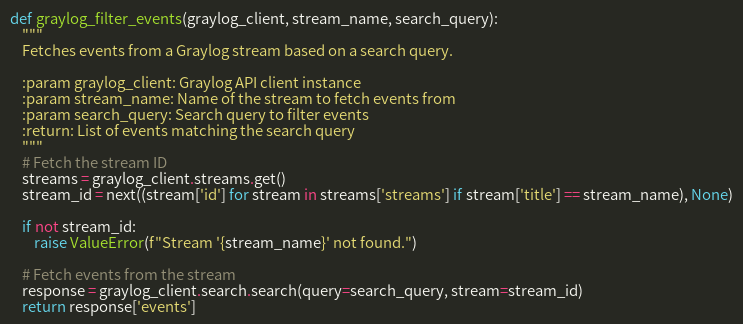 def graylog_filter_events(graylog_client, stream_name, search_query):
    """
    Fetches events from a Graylog stream based on a search query.

    :param graylog_client: Graylog API client instance
    :param stream_name: Name of the stream to fetch events from
    :param search_query: Search query to filter events
    :return: List of events matching the search query
    """
    # Fetch the stream ID
    streams = graylog_client.streams.get()
    stream_id = next((stream['id'] for stream in streams['streams'] if stream['title'] == stream_name), None)

    if not stream_id:
        raise ValueError(f"Stream '{stream_name}' not found.")

    # Fetch events from the stream
    response = graylog_client.search.search(query=search_query, stream=stream_id)
    return response['events']